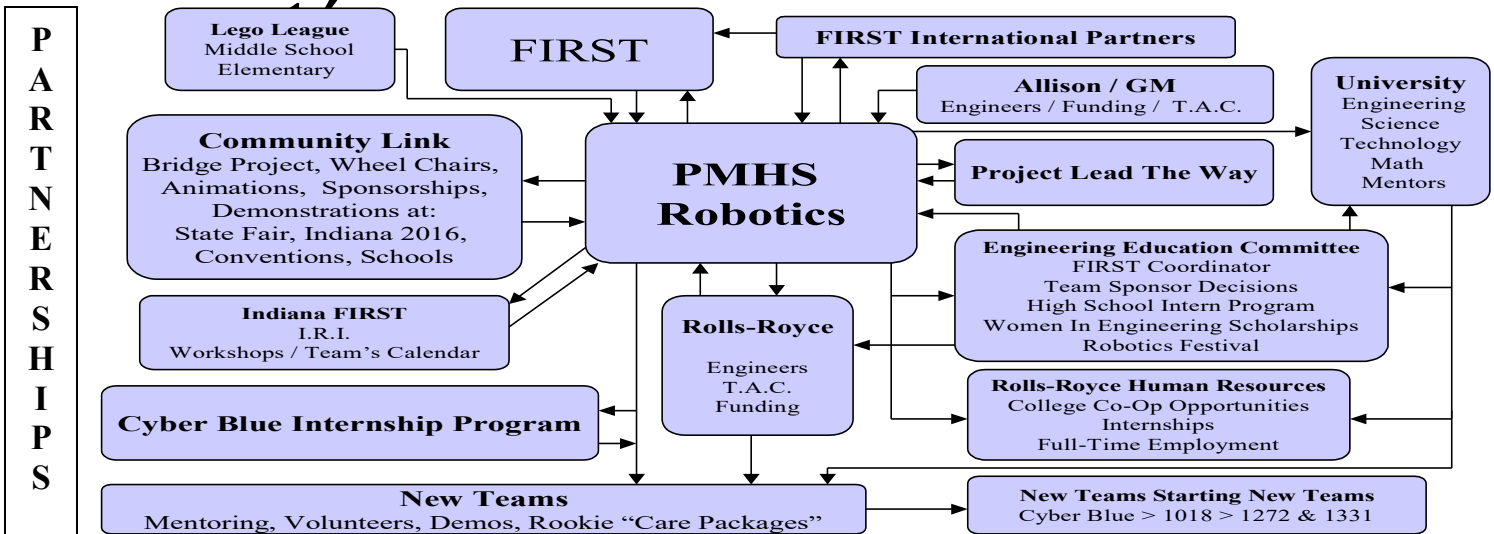 PARTNERSHIPS
Lego League
Middle School
Elementary
FIRST
FIRST International Partners
Allison / GM
Engineers / Funding / T.A.C.
University
Engineering
Science
Technology
Math
Mentors
Community Link
Bridge Project, Wheel Chairs,
Animations, Sponsorships,
Demonstrations at:
State Fair, Indiana 2016,
Conventions, Schools
PMHS
Robotics
Project Lead The Way
Engineering Education Committee
FIRST Coordinator
Team Sponsor Decisions
High School Intern Program
Women In Engineering Scholarships
Robotics Festival
Indiana FIRST
I.R.I.
Workshops / Team's Calendar
Rolls-Royce
Engineers
T.A.C.
Funding
Rolls-Royce Human Resources
College Co-Op Opportunities
Internships
Full-Time Employment
Cyber Blue Internship Program
New Teams
Mentoring, Volunteers, Demos, Rookie “Care Packages”
New Teams Starting New Teams
Cyber Blue > 1018 > 1272 & 1331